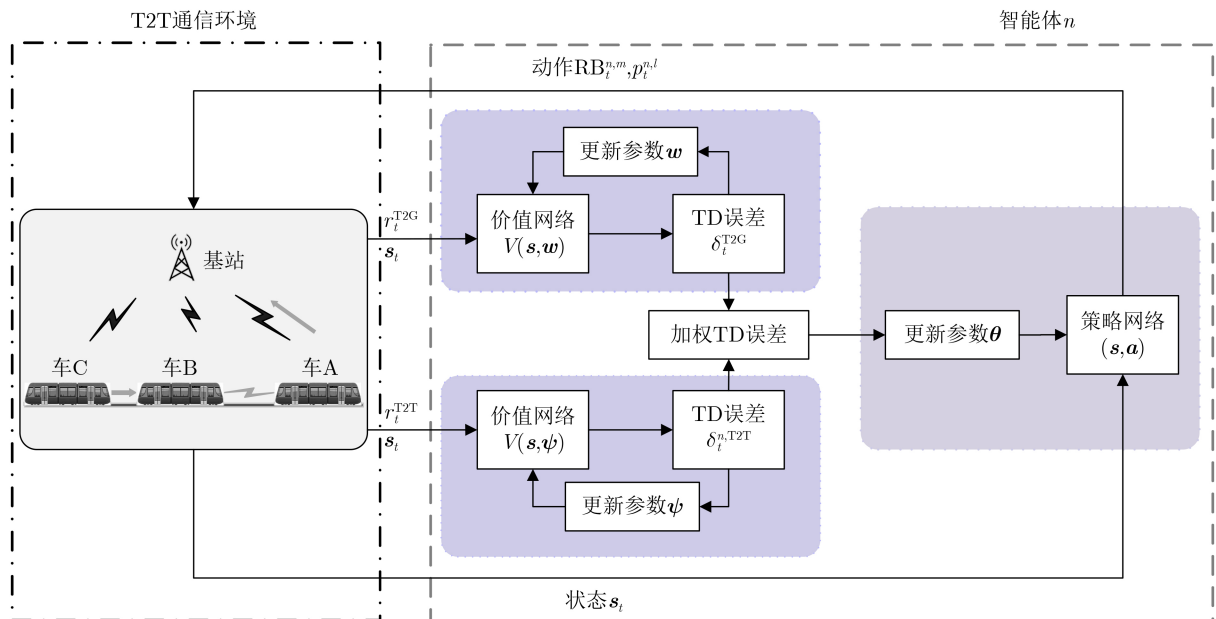 T2T通信环境
智能体n
动作RB_t^{n,m},p_t^{n,l}
更新参数w
价值网络
V(s,w)
TD误差
δ_t^{T2G}
r_t^{T2G}
s_t
基站
加权TD误差
更新参数θ
策略网络
(s,a)
车C
车B
车A
r_t^{T2T}
s_t
价值网络
V(s,ψ)
TD误差
δ_t^{n,T2T}
更新参数ψ
状态s_t